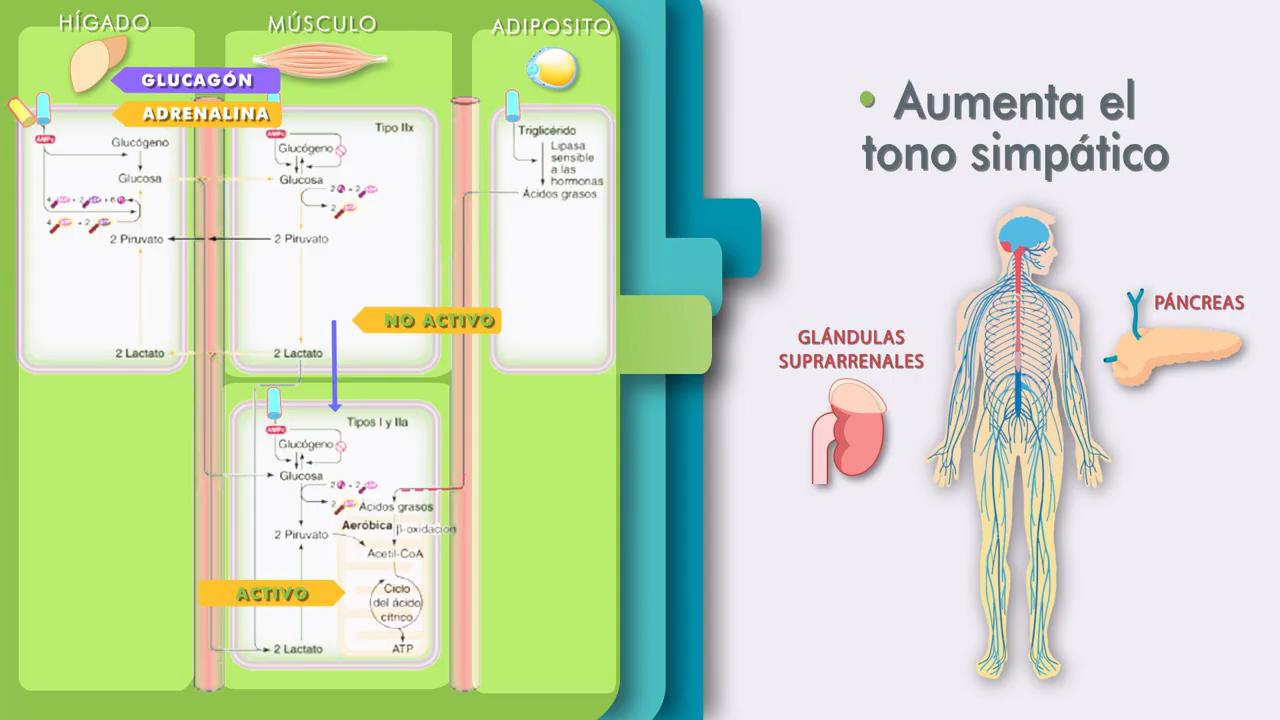 HÍGADO
MÚSCULO
ADIPOSITO
GLUCAGÓN
ADRENALINA
Glucógeno
Glucosa
2 Piruvato
2 Lactato
Tipo IIx
Glucógeno
Glucosa
2 Piruvato
2 Lactato
Triglicérido
Lipasa
sensible
a las
hormonas
Ácidos grasos
NO ACTIVO
Tipos I y IIa
Glucógeno
Glucosa
Ácidos grasos
Aeróbica
β-oxidación
2 Piruvato
Acetil-CoA
ACTIVO
Ciclo
del ácido
cítrico
2 Lactato
ATP
• Aumenta el
tono simpático
GLÁNDULAS
SUPRARRENALES
PÁNCREAS